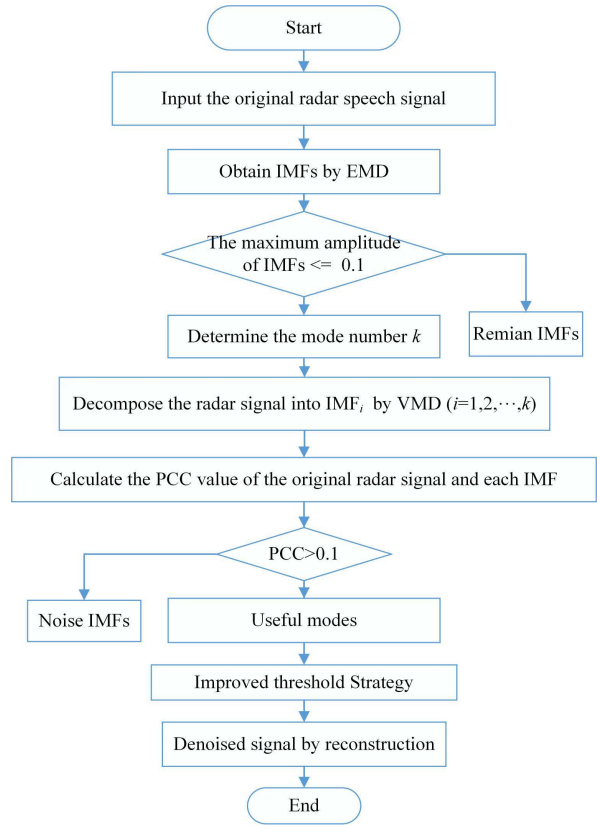 Start
Input the original radar speech signal
Obtain IMFs by EMD
The maximum amplitude
of IMFs <= 0.1
Determine the mode number k
Remian IMFs
Decompose the radar signal into IMFi by VMD (i=1,2,⋯,k)
Calculate the PCC value of the original radar signal and each IMF
PCC>0.1
Noise IMFs
Useful modes
Improved threshold Strategy
Denoised signal by reconstruction
End